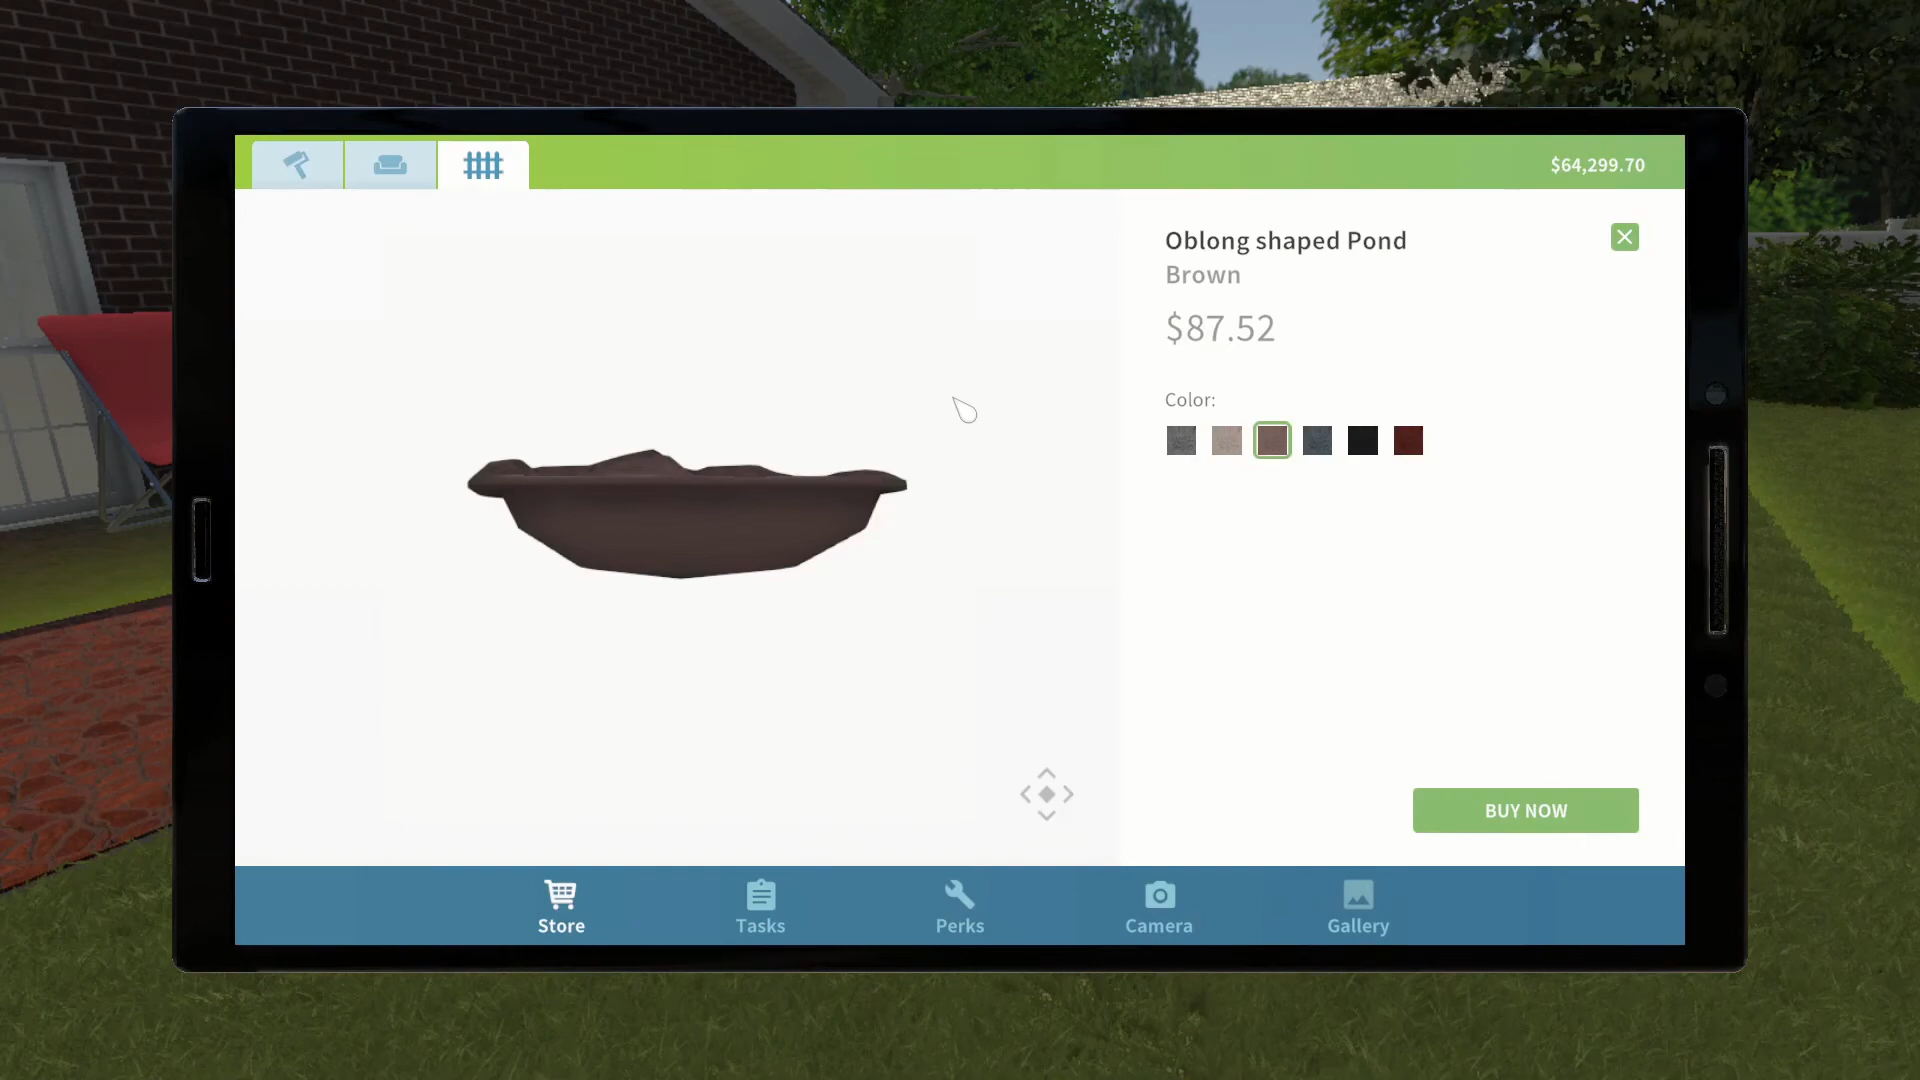 $64,299.70
Oblong shaped Pond
Brown
$87.52
Color:
BUY NOW
Store
Tasks
Perks
Camera
Gallery